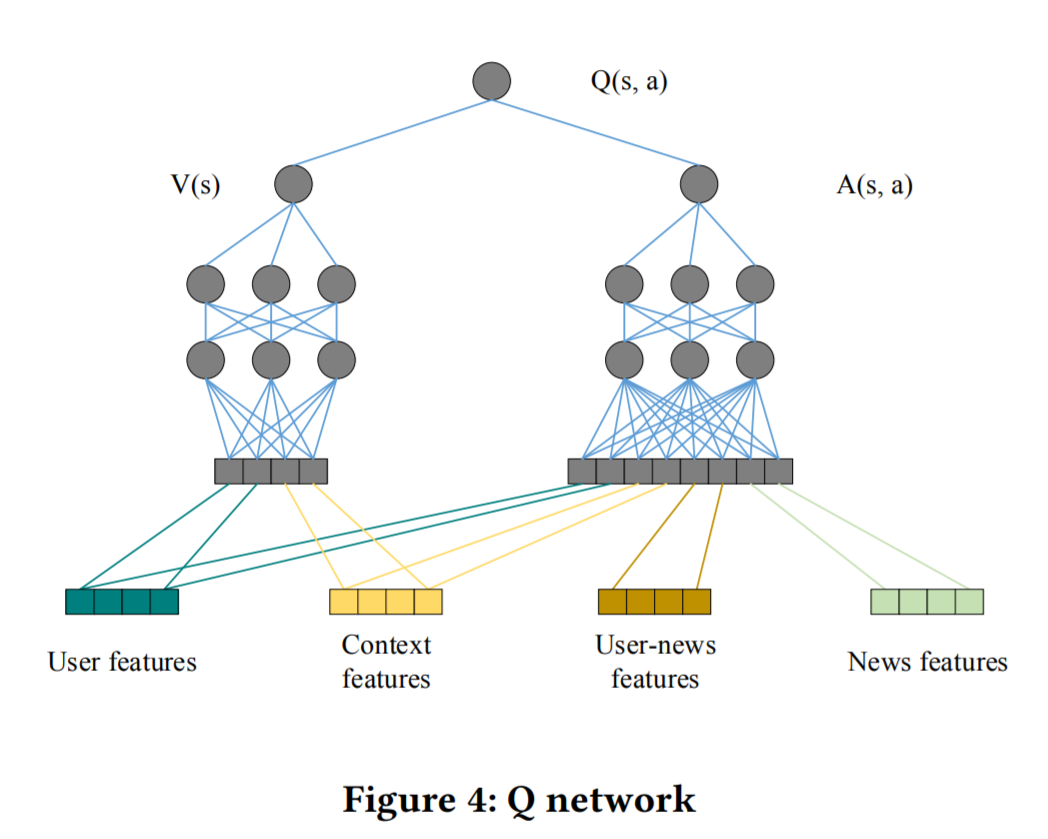 Q(s, a)
V(s)
A(s, a)
User features
Context
features
User-news
features
News features
Figure 4: Q network